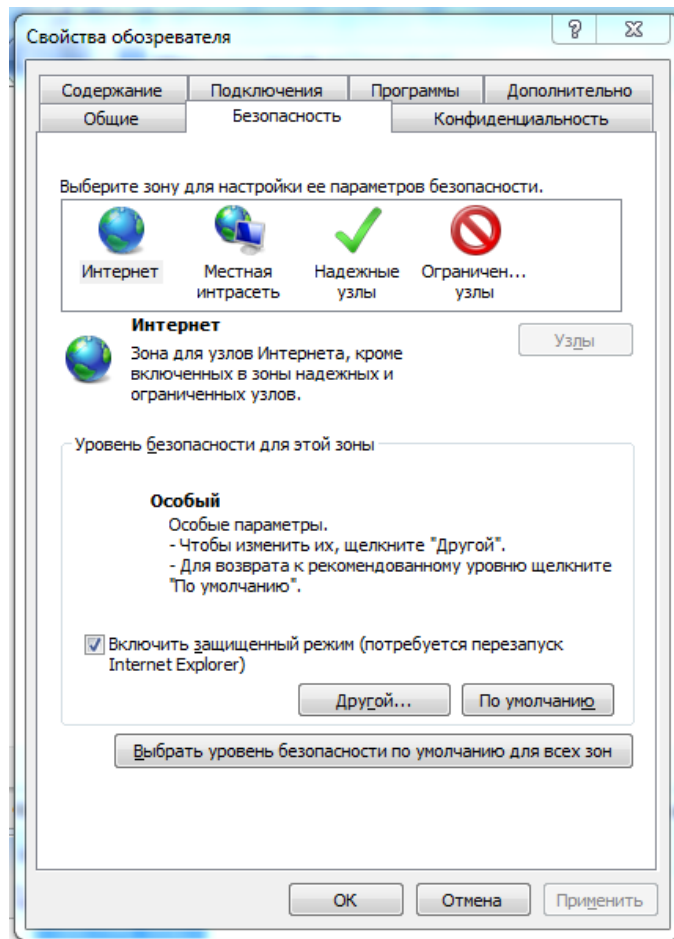 Свойства обозревателя
Содержание
Подключения
Программы
Дополнительно
Общие
Безопасность
Конфиденциальность
Выберите зону для настройки ее параметров безопасности.
Интернет
Местная
интрасеть
Надежные
узлы
Ограничен...
узлы
Интернет
Узлы
Зона для узлов Интернета, кроме
включенных в зоны надежных и
ограниченных узлов.
Уровень безопасности для этой зоны
Особый
Особые параметры.
- Чтобы изменить их, щелкните "Другой".
- Для возврата к рекомендованному уровню щелкните
"По умолчанию".
Включить защищенный режим (потребуется перезапуск
Internet Explorer)
Другой...
По умолчанию
Выбрать уровень безопасности по умолчанию для всех зон
ОК
Отмена
Применить